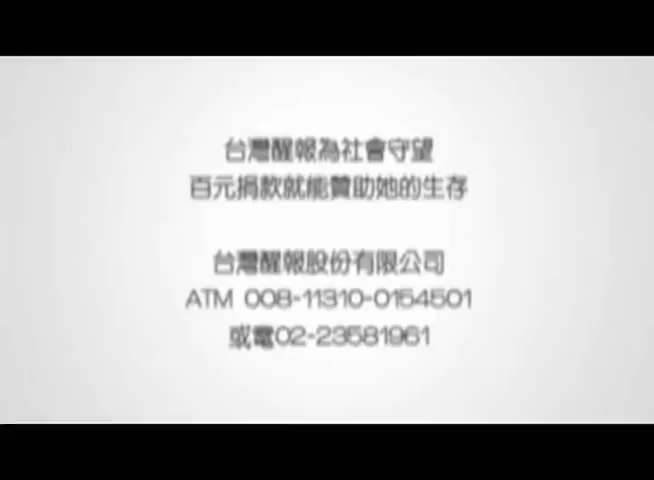 台灣醒報為社會守望
百元捐款就能贊助她的生存
台灣醒報股份有限公司
ATM 008-11310-0154501
或電02-23581961